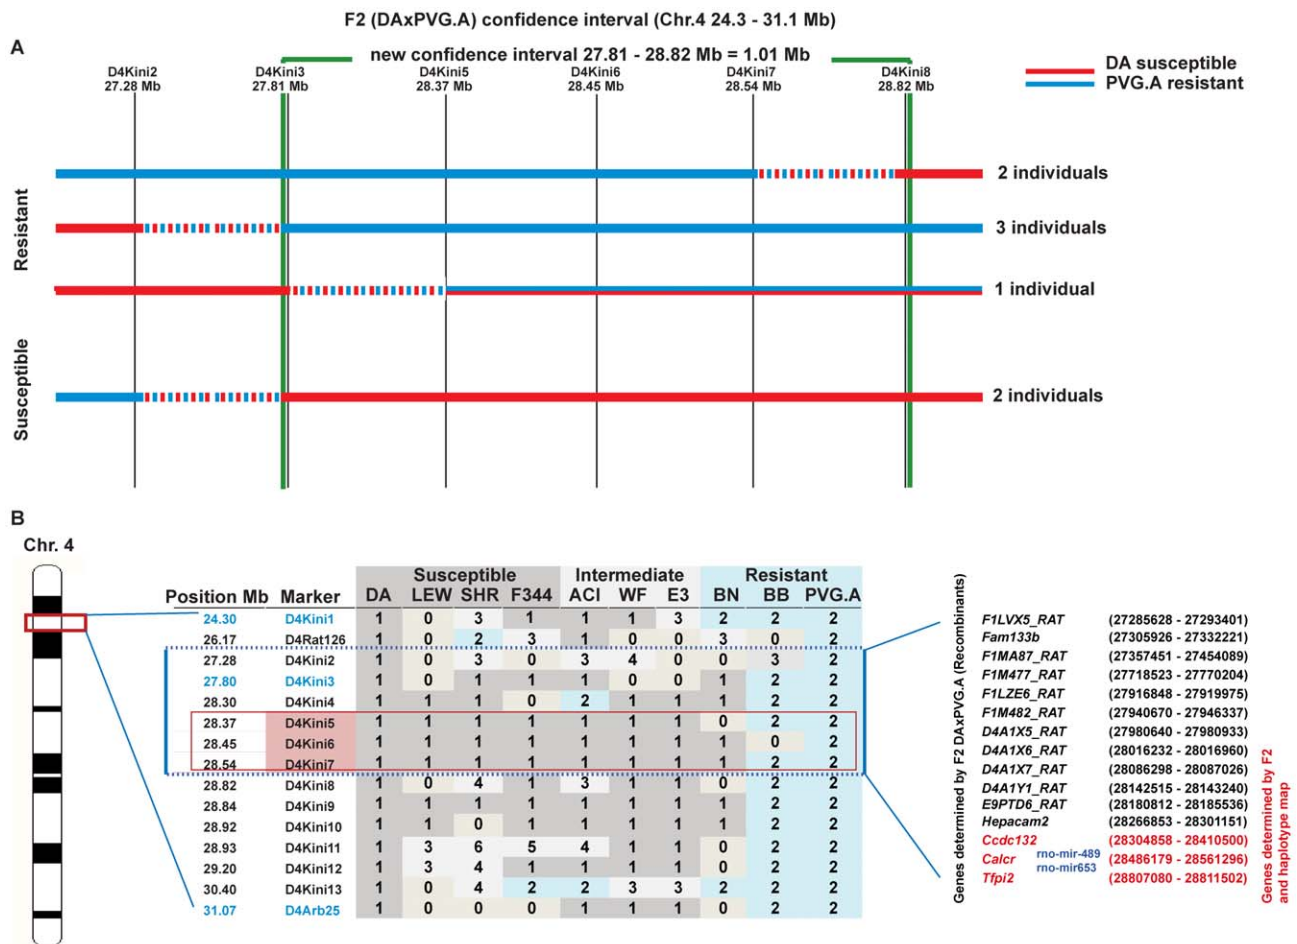 F2 (DAxPVG.A) confidence interval (Chr.4 24.3 - 31.1 Mb)
A
new confidence interval 27.81 - 28.82 Mb = 1.01 Mb
D4Kini2 D4Kini3 D4Kini5 D4Kini6 D4Kini7 D4Kini8
27.28 Mb 27.81 Mb 28.37 Mb 28.45 Mb 28.54 Mb 28.82 Mb
DA susceptible
PVG.A resistant
Resistant
2 individuals
3 individuals
1 individual
Susceptible
2 individuals
B
Chr. 4
Susceptible Intermediate Resistant
Position Mb Marker DA LEW SHR F344 ACI WF E3 BN BB PVG.A
24.30 D4Kini1 1 0 3 1 1 1 3 2 2 2
26.17 D4Rat126 1 0 2 3 1 0 0 3 0 2
27.28 D4Kini2 1 0 3 0 3 4 0 0 3 2
27.80 D4Kini3 1 0 1 1 1 0 0 1 2 2
28.30 D4Kini4 1 1 1 0 2 1 1 1 2 2
28.37 D4Kini5 1 1 1 1 1 1 1 0 2 2
28.45 D4Kini6 1 1 1 1 1 1 1 1 0 2
28.54 D4Kini7 1 1 1 1 1 1 1 1 2 2
28.82 D4Kini8 1 0 4 1 3 1 1 0 2 2
28.84 D4Kini9 1 1 1 1 1 1 1 1 2 2
28.92 D4Kini10 1 1 0 1 1 1 1 1 2 2
28.93 D4Kini11 1 3 6 5 4 1 1 0 2 2
29.20 D4Kini12 1 3 4 1 1 1 1 0 2 2
30.40 D4Kini13 1 0 4 2 2 3 3 2 2 2
31.07 D4Arb25 1 0 0 0 1 1 1 0 2 2
Genes determined by F2 DAxPVG.A (Recombinants)
F1LVX5_RAT (27285628 - 27293401)
Fam133b (27305926 - 27332221)
F1MA87_RAT (27357451 - 27454089)
F1M477_RAT (27718523 - 27770204)
F1LZE6_RAT (27916848 - 27919975)
F1M482_RAT (27940670 - 27946337)
D4A1X5_RAT (27980640 - 27980933)
D4A1X6_RAT (28016232 - 28016960)
D4A1X7_RAT (28086298 - 28087026)
D4A1Y1_RAT (28142515 - 28143240)
E9PTD6_RAT (28180812 - 28185536)
Hepacam2 (28266853 - 28301151)
Ccdc132 (28304858 - 28410500)
Calcr rno-mir-489 (28486179 - 28561296)
rno-mir653
Tfpi2 (28807080 - 28811502)
Genes determined by F2
and haplotype map